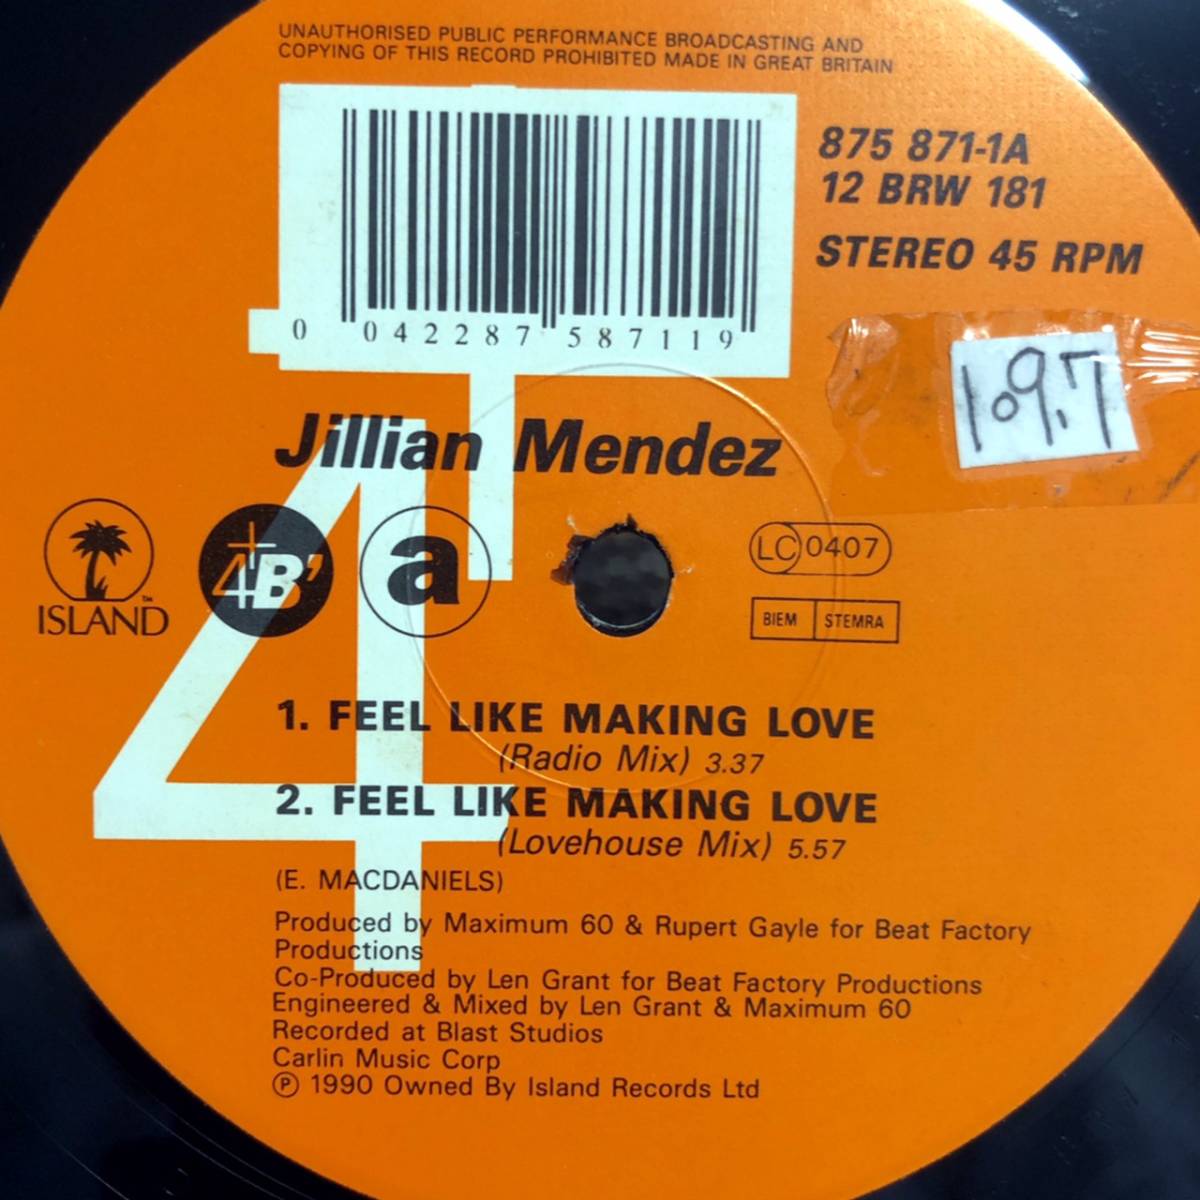 UNAUTHORISED PUBLIC PERFORMANCE BROADCASTING AND
COPYING OF THIS RECORD PROHIBITED MADE IN GREAT BRITAIN
875 871-1A
12 BRW 181
STEREO 45 RPM
0 042287 587119
109.7
Jillian Mendez
ISLAND™
4B'
a
LC 0407
BIEM STEMRA
1. FEEL LIKE MAKING LOVE
(Radio Mix) 3.37
2. FEEL LIKE MAKING LOVE
(Lovehouse Mix) 5.57
(E. MACDANIELS)
Produced by Maximum 60 & Rupert Gayle for Beat Factory
Productions
Co-Produced by Len Grant for Beat Factory Productions
Engineered & Mixed by Len Grant & Maximum 60
Recorded at Blast Studios
Carlin Music Corp
℗ 1990 Owned By Island Records Ltd